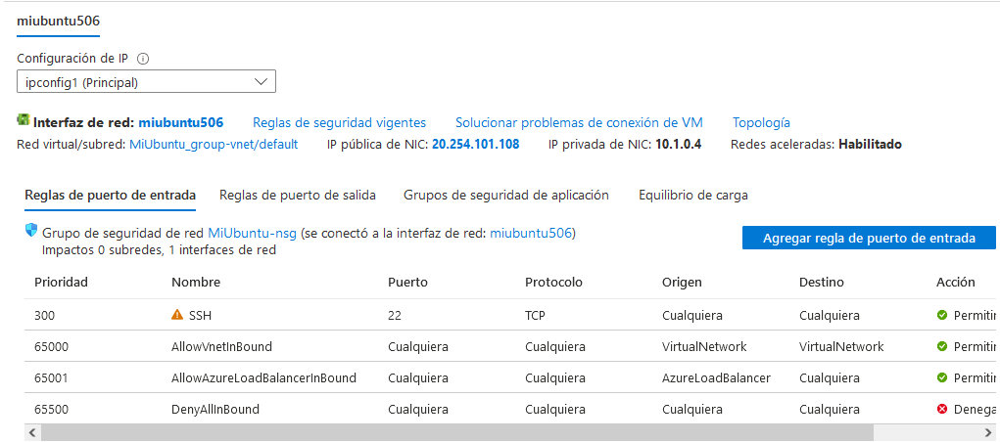 miubuntu506
Configuración de IP
ipconfig1 (Principal)
Interfaz de red: miubuntu506 Reglas de seguridad vigentes Solucionar problemas de conexión de VM Topología
Red virtual/subred: MiUbuntu_group-vnet/default IP pública de NIC: 20.254.101.108 IP privada de NIC: 10.1.0.4 Redes aceleradas: Habilitado
Reglas de puerto de entrada Reglas de puerto de salida Grupos de seguridad de aplicación Equilibrio de carga
Grupo de seguridad de red MiUbuntu-nsg (se conectó a la interfaz de red: miubuntu506)
Impactos 0 subredes, 1 interfaces de red
Agregar regla de puerto de entrada
Prioridad Nombre Puerto Protocolo Origen Destino Acción
300 SSH 22 TCP Cualquiera Cualquiera Permitir
65000 AllowVnetInBound Cualquiera Cualquiera VirtualNetwork VirtualNetwork Permitir
65001 AllowAzureLoadBalancerInBound Cualquiera Cualquiera AzureLoadBalancer Cualquiera Permitir
65500 DenyAllInBound Cualquiera Cualquiera Cualquiera Cualquiera Denega